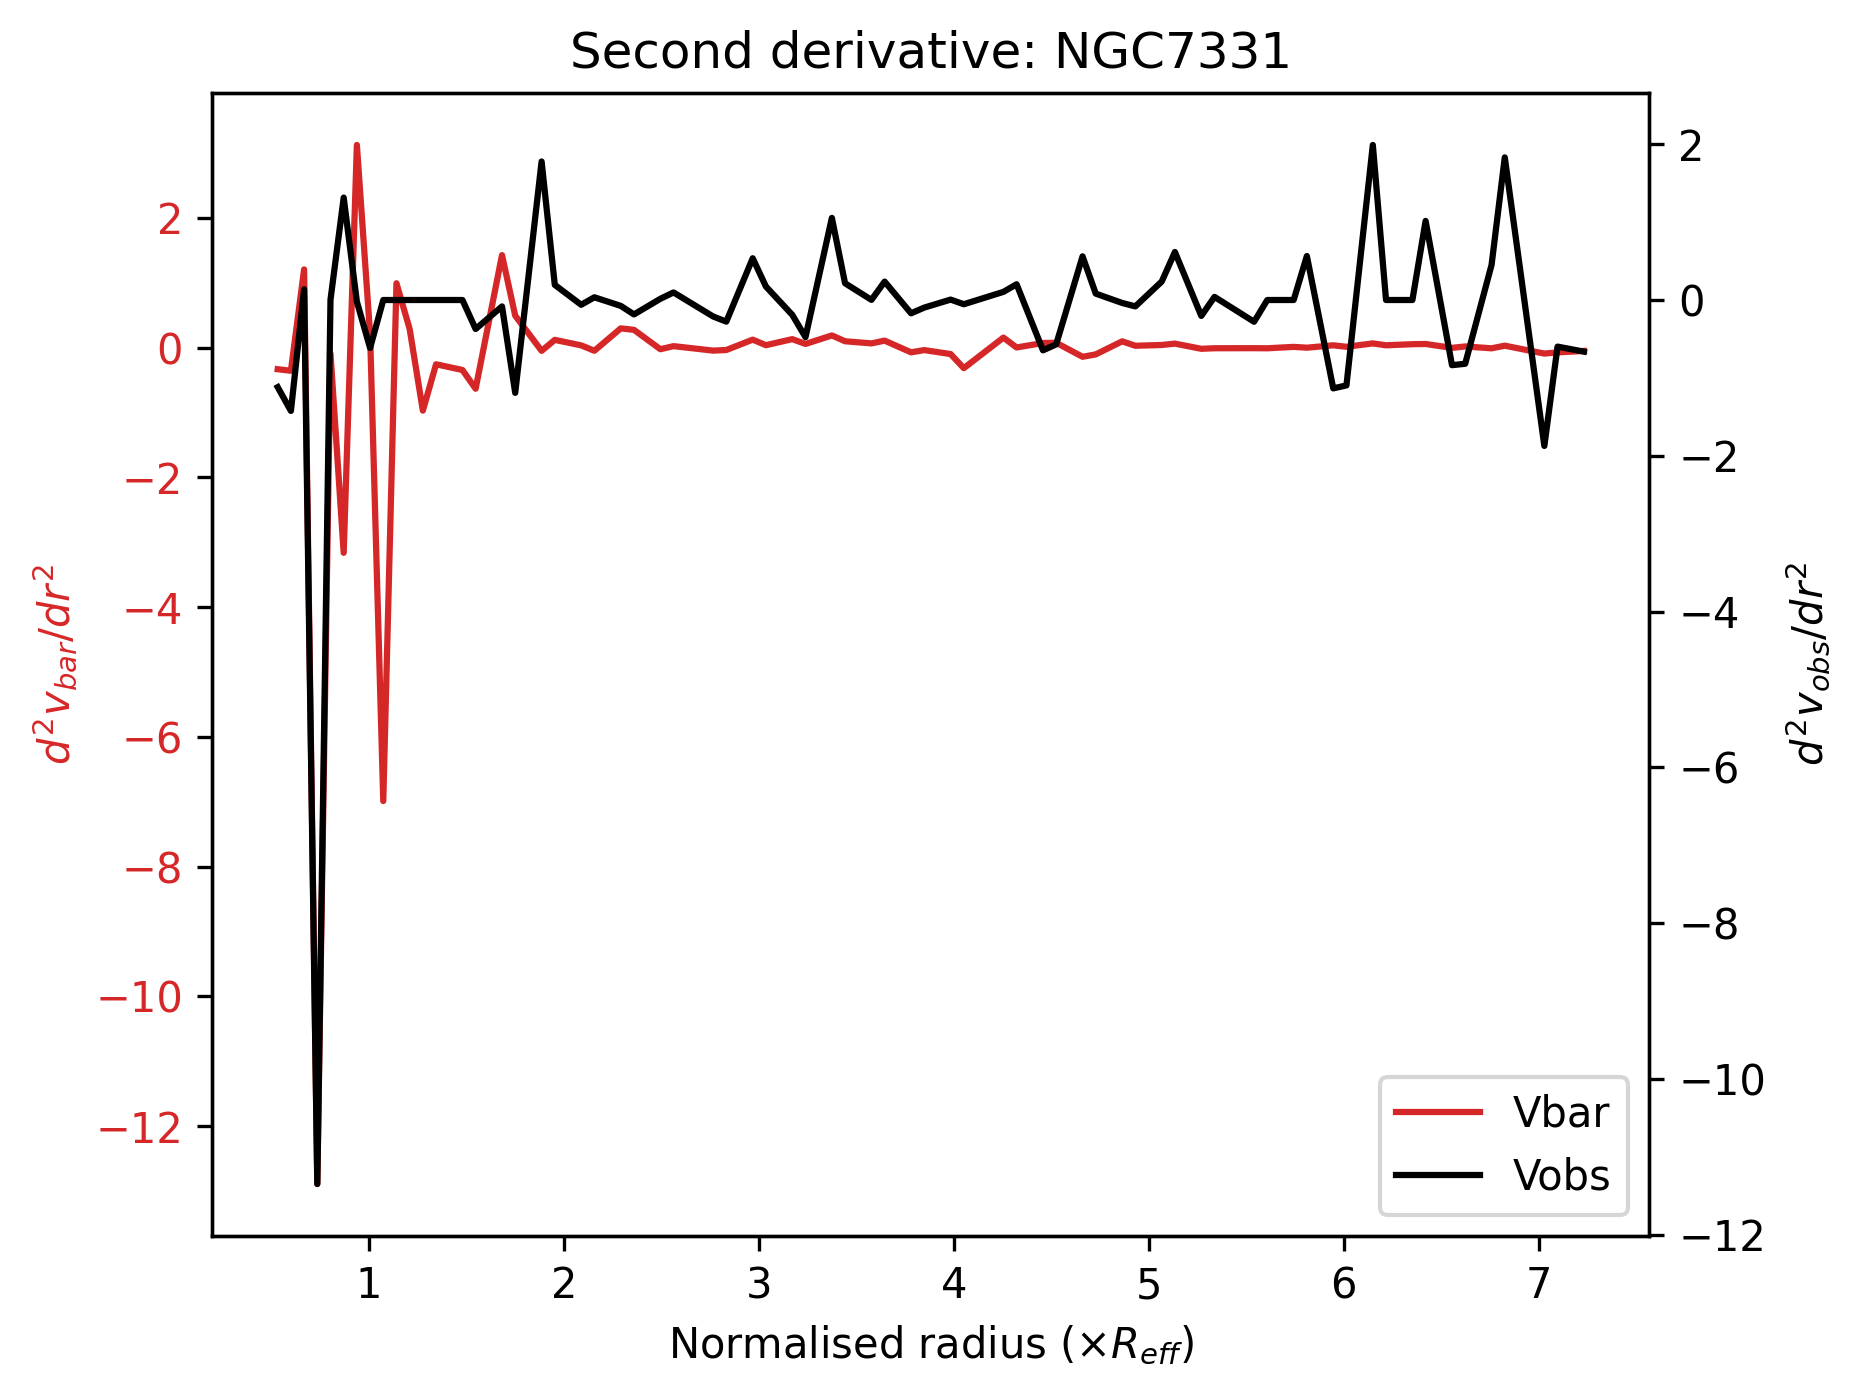 Second derivative: NGC7331
2
0
−2
−4
−6
−8
−10
−12
d²v_bar/dr²
2
0
−2
−4
−6
−8
−10
−12
d²v_obs/dr²
Vbar
Vobs
1 2 3 4 5 6 7
Normalised radius (×R_eff)